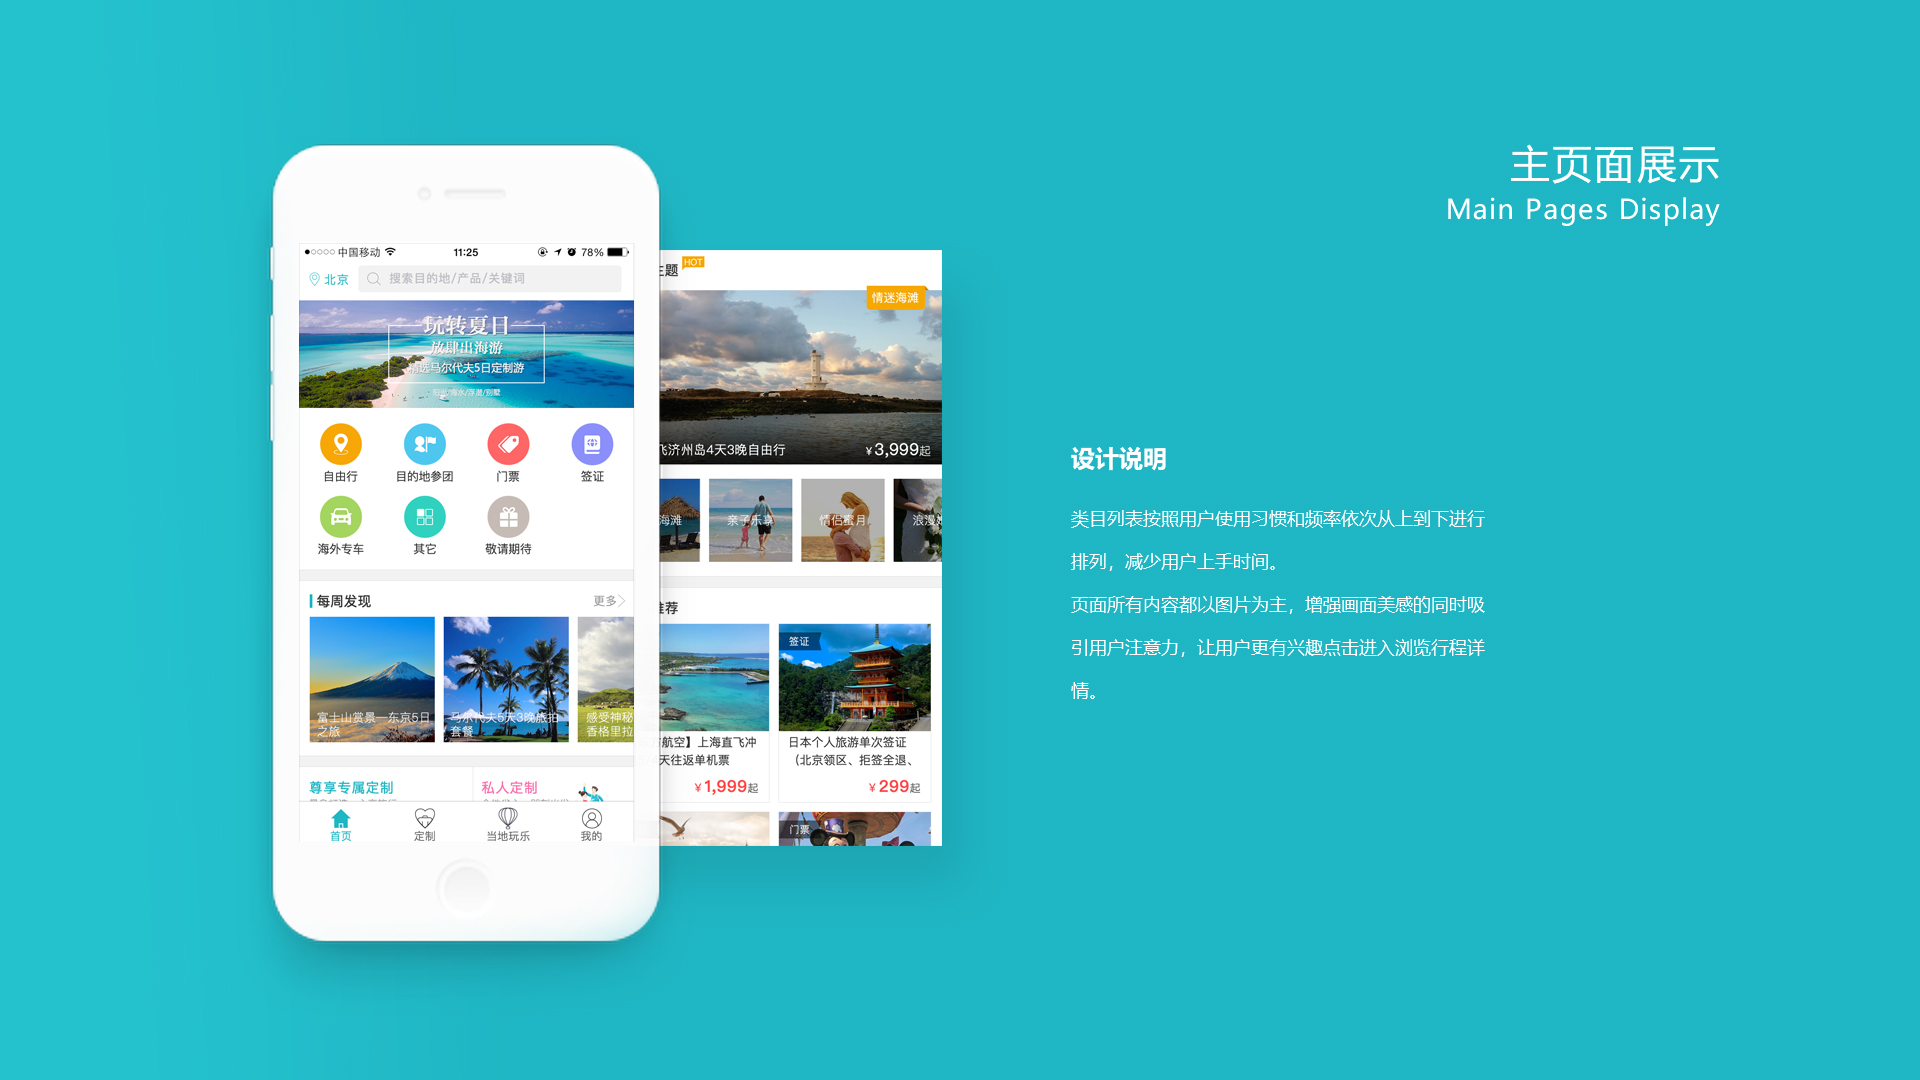 主页面展示
Main Pages Display
中国移动
11:25
78%
北京
搜索目的地/产品/关键词
玩转夏日
放肆出海游
精选马尔代夫5日定制游
自由行
目的地参团
门票
签证
海外专车
其它
敬请期待
每周发现
更多
富士山赏景—东京5日
之旅
马尔代夫5天3晚旅拍
套餐
感受神秘
香格里拉
尊享专属定制
私人定制
首页
定制
当地玩乐
我的
主题
HOT
情迷海滩
飞济州岛4天3晚自由行
¥3,999起
海滩
亲子乐享
情侣蜜月
浪漫
推荐
航空】上海直飞冲
天往返单机票
¥1,999起
签证
日本个人旅游单次签证
（北京领区、拒签全退、
¥299起
门票
设计说明
类目列表按照用户使用习惯和频率依次从上到下进行
排列，减少用户上手时间。
页面所有内容都以图片为主，增强画面美感的同时吸
引用户注意力，让用户更有兴趣点击进入浏览行程详
情。